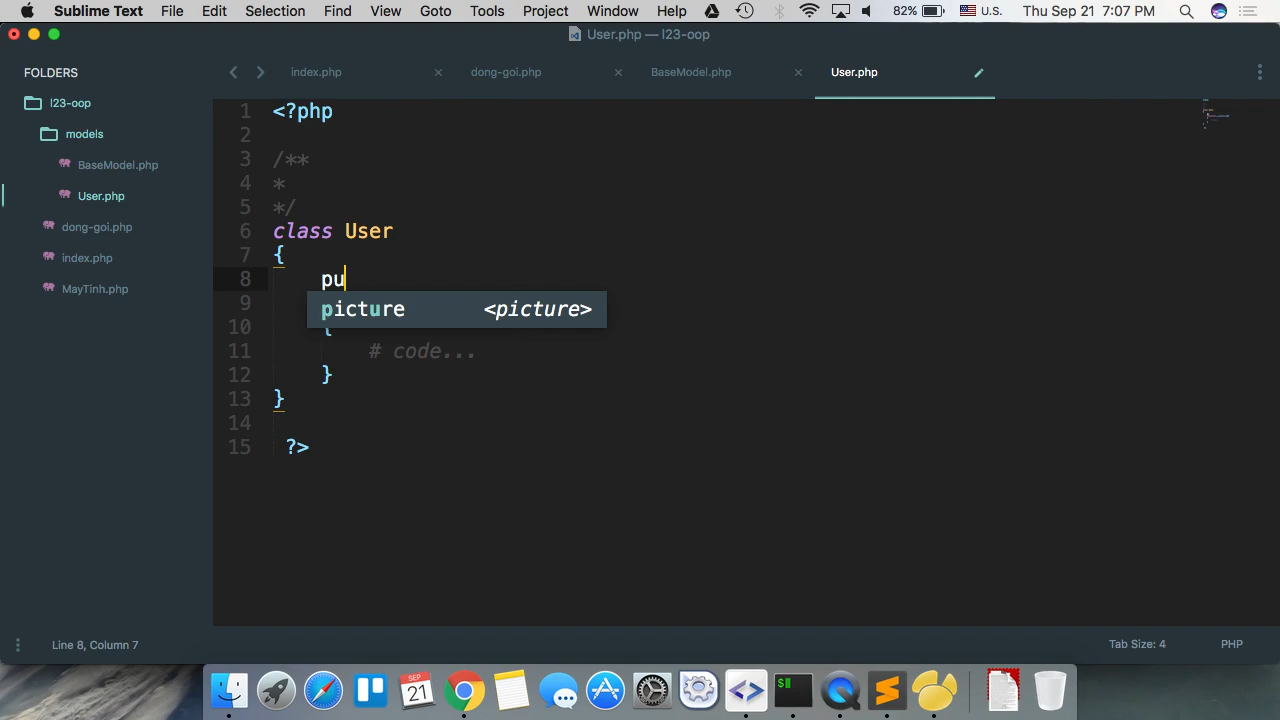 Sublime Text File Edit Selection Find View Goto Tools Project Window Help 82% U.S. Thu Sep 21 7:07 PM
User.php — l23-oop
FOLDERS
l23-oop
models
BaseModel.php
User.php
dong-goi.php
index.php
MayTinh.php
index.php dong-goi.php BaseModel.php User.php
1 <?php
2
3 /**
4 *
5 */
6 class User
7 {
8 pu
picture <picture>
9
10 {
11 # code...
12 }
13 }
14
15 ?>
Line 8, Column 7 Tab Size: 4 PHP
SEP
21
$